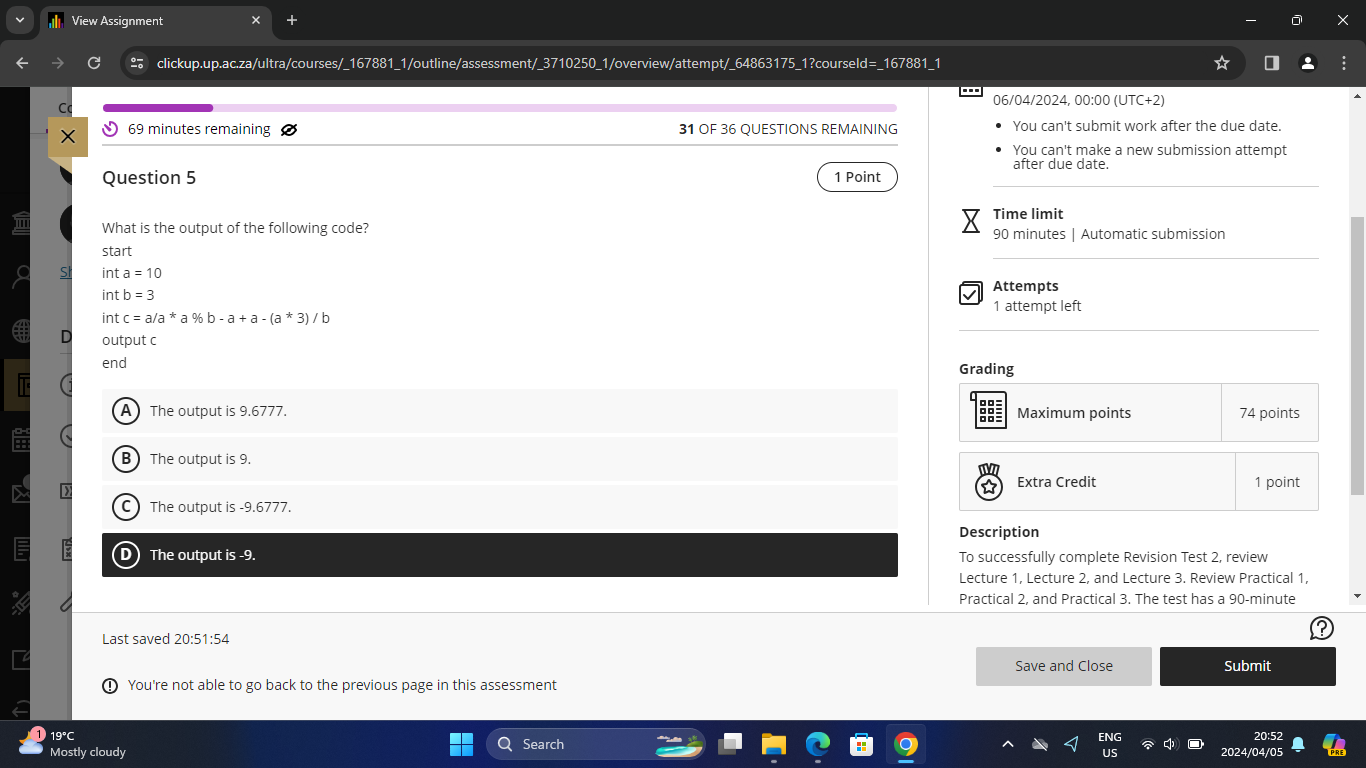 View Assignment
clickup.up.ac.za/ultra/courses/_167881_1/outline/assessment/_3710250_1/overview/attempt/_64863175_1?courseId=_167881_1
69 minutes remaining
31 OF 36 QUESTIONS REMAINING
Question 5
1 Point
What is the output of the following code?
start
int a = 10
int b = 3
int c = a/a * a % b - a + a - (a * 3) / b
output c
end
A The output is 9.6777.
B The output is 9.
C The output is -9.6777.
D The output is -9.
Last saved 20:51:54
You're not able to go back to the previous page in this assessment
06/04/2024, 00:00 (UTC+2)
• You can't submit work after the due date.
• You can't make a new submission attempt
after due date.
Time limit
90 minutes | Automatic submission
Attempts
1 attempt left
Grading
Maximum points
74 points
Extra Credit
1 point
Description
To successfully complete Revision Test 2, review
Lecture 1, Lecture 2, and Lecture 3. Review Practical 1,
Practical 2, and Practical 3. The test has a 90-minute
Save and Close
Submit
1
19°C
Mostly cloudy
Search
ENG
US
20:52
2024/04/05
PRE